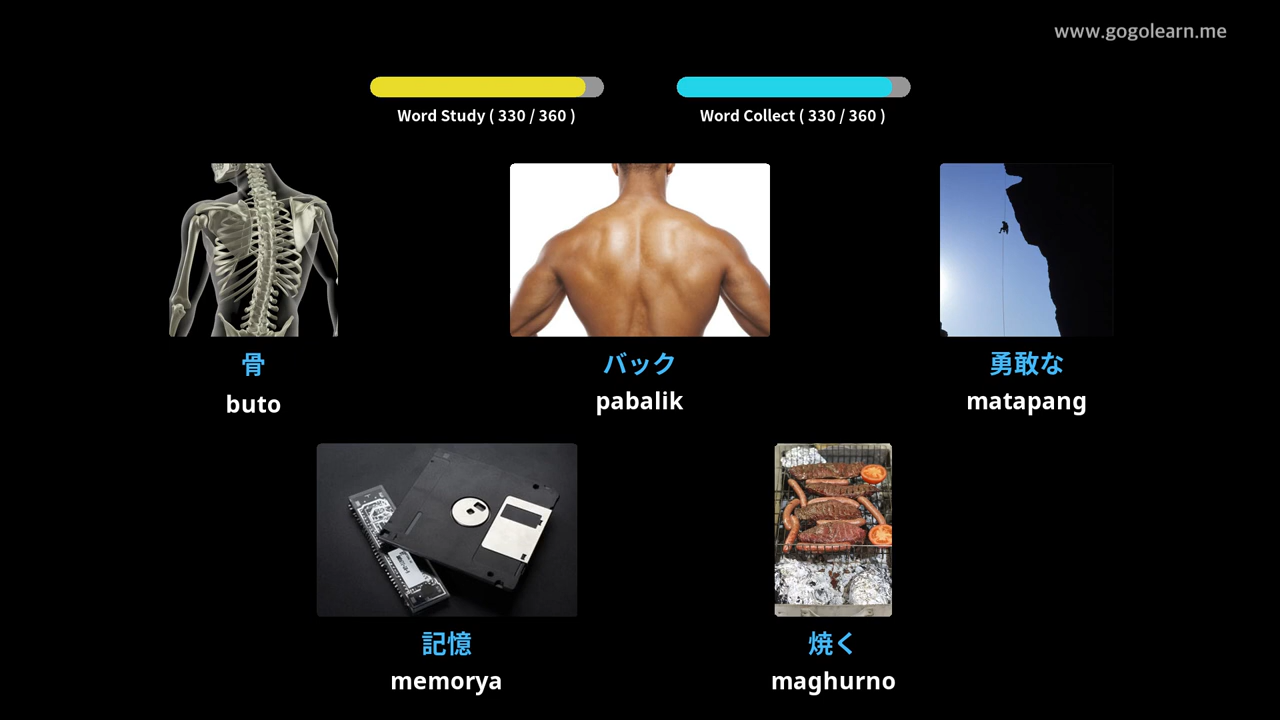 www.gogolearn.me
Word Study ( 330 / 360 )
Word Collect ( 330 / 360 )
骨
buto
バック
pabalik
勇敢な
matapang
記憶
memorya
焼く
maghurno